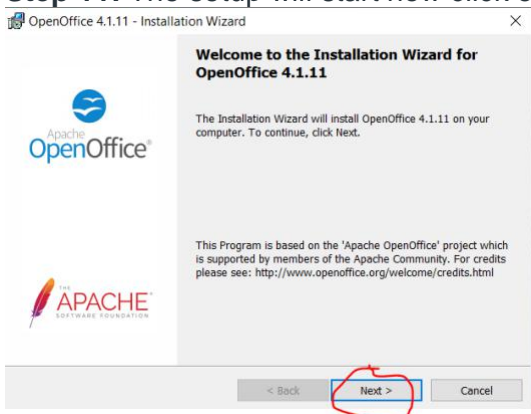 OpenOffice 4.1.11 - Installation Wizard
Welcome to the Installation Wizard for
OpenOffice 4.1.11
The Installation Wizard will install OpenOffice 4.1.11 on your
computer. To continue, click Next.
Apache
OpenOffice®
This Program is based on the 'Apache OpenOffice' project which
is supported by members of the Apache Community. For credits
please see: http://www.openoffice.org/welcome/credits.html
THE
APACHE
SOFTWARE FOUNDATION
< Back
Next >
Cancel